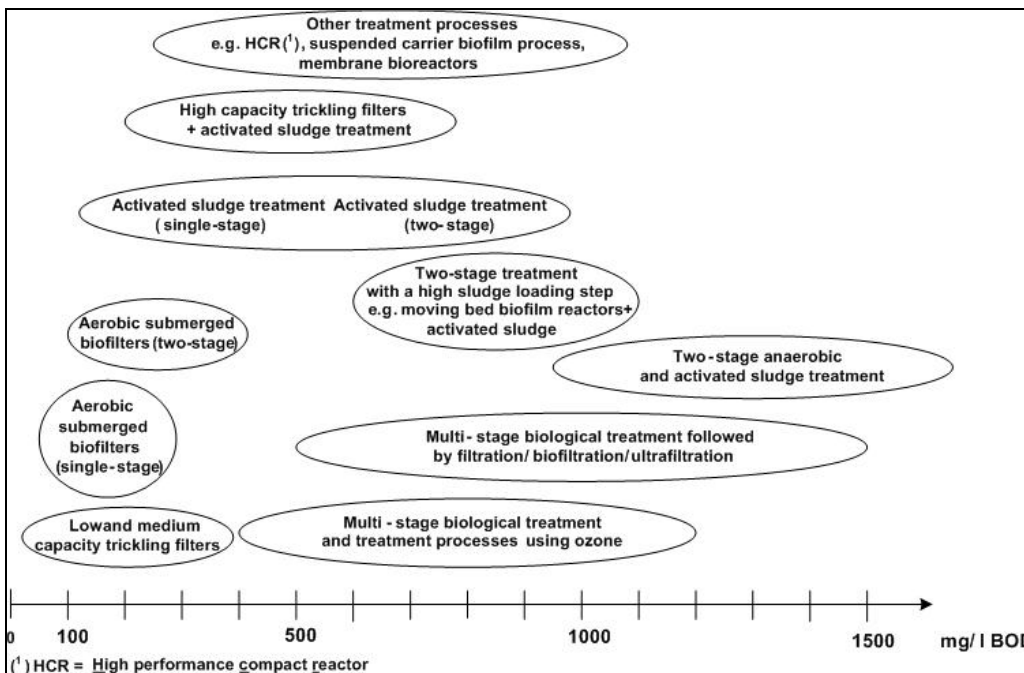 Other treatment processes
e.g. HCR(¹), suspended carrier biofilm process,
membrane bioreactors
High capacity trickling filters
+ activated sludge treatment
Activated sludge treatment
(single-stage)
Activated sludge treatment
(two-stage)
Two-stage treatment
with a high sludge loading step
e.g. moving bed biofilm reactors+
activated sludge
Aerobic submerged
biofilters (two-stage)
Two-stage anaerobic
and activated sludge treatment
Aerobic
submerged
biofilters
(single-stage)
Multi-stage biological treatment followed
by filtration/biofiltration/ultrafiltration
Lowand medium
capacity trickling filters
Multi-stage biological treatment
and treatment processes using ozone
0 100 500 1000 1500 mg/l BOD
(¹) HCR = High performance compact reactor